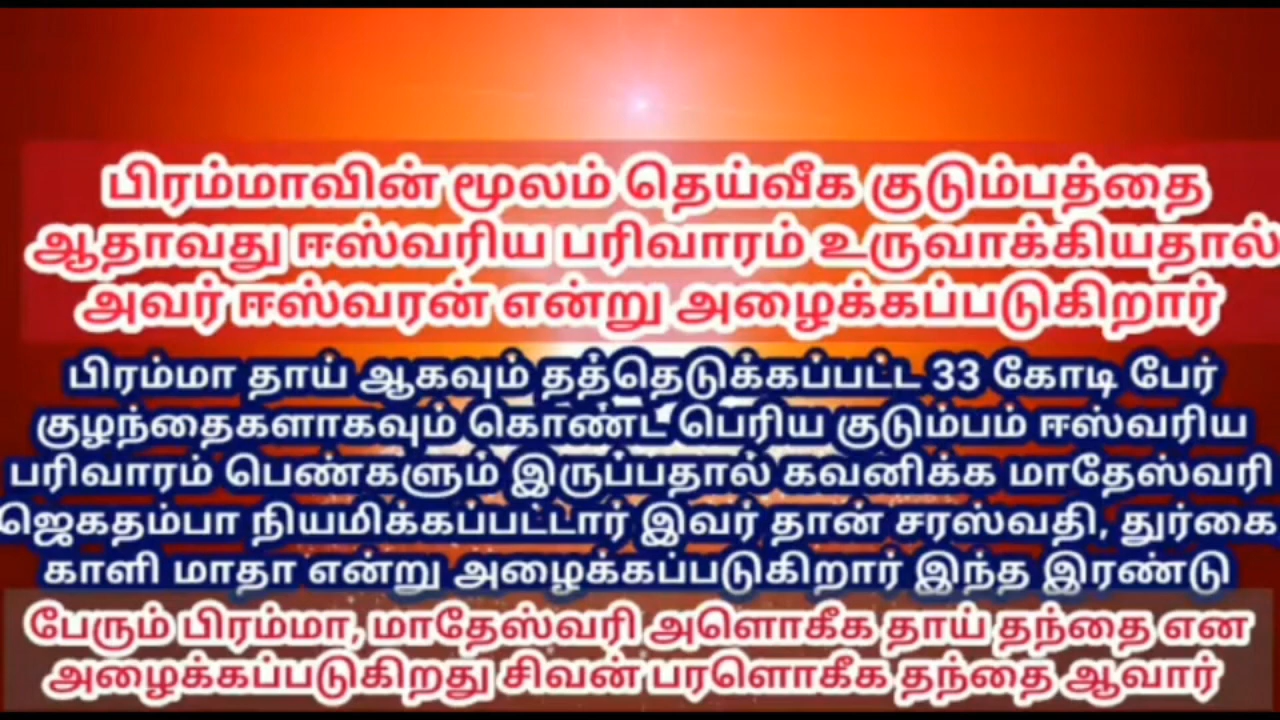 பிரம்மாவின் மூலம் தெய்வீக குடும்பத்தை
ஆதாவது ஈஸ்வரிய பரிவாரம் உருவாக்கியதால்
அவர் ஈஸ்வரன் என்று அழைக்கப்படுகிறார்
பிரம்மா தாய் ஆகவும் தத்தெடுக்கப்பட்ட 33 கோடி பேர்
குழந்தைகளாகவும் கொண்ட பெரிய குடும்பம் ஈஸ்வரிய
பரிவாரம் பெண்களும் இருப்பதால் கவனிக்க மாதேஸ்வரி
ஜெகதம்பா நியமிக்கப்பட்டார் இவர் தான் சரஸ்வதி, துர்கை,
காளி மாதா என்று அழைக்கப்படுகிறார் இந்த இரண்டு
பேரும் பிரம்மா, மாதேஸ்வரி அளொகீக தாய் தந்தை என
அழைக்கப்படுகிறது சிவன் பரளொகீக தந்தை ஆவார்